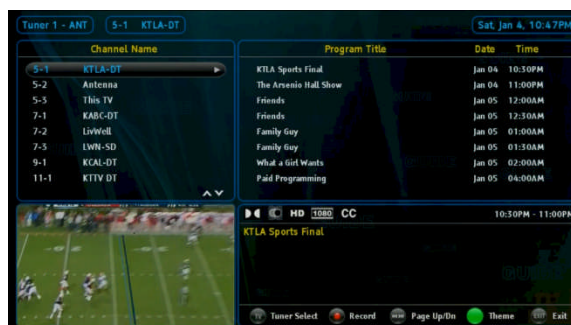 Tuner 1 - ANT 5-1 KTLA-DT Sat, Jan 4, 10:47PM
Channel Name Program Title Date Time
5-1 KTLA-DT KTLA Sports Final Jan 04 10:30PM
5-2 Antenna The Arsenio Hall Show Jan 04 11:00PM
5-3 This TV Friends Jan 05 12:00AM
7-1 KABC-DT Friends Jan 05 12:30AM
7-2 LivWell Family Guy Jan 05 01:00AM
7-3 LWN-SD Family Guy Jan 05 01:30AM
9-1 KCAL-DT What a Girl Wants Jan 05 02:00AM
11-1 KTTV DT Paid Programming Jan 05 04:00AM
HD 1080 CC 10:30PM - 11:00PM
KTLA Sports Final
Tuner Select Record Page Up/Dn Theme EXIT Exit